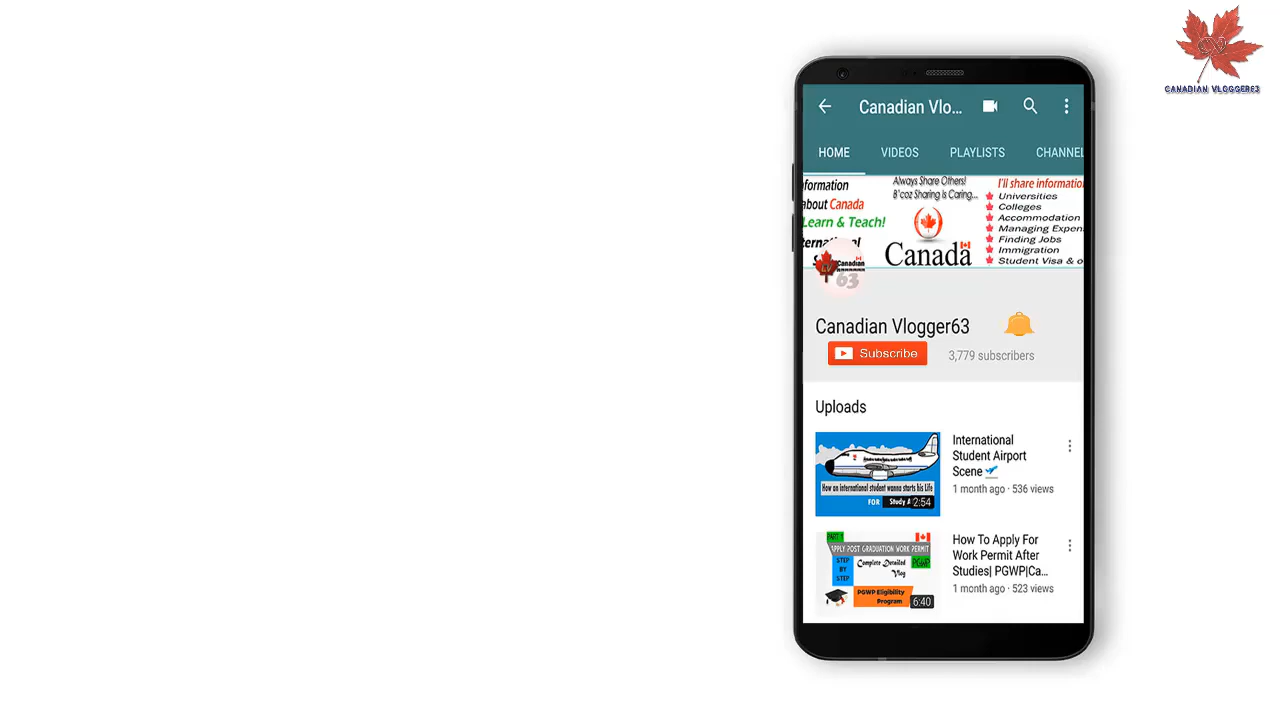 CANADIAN VLOGGER63
Canadian Vlo...
HOME VIDEOS PLAYLISTS CHANNEL
nformation
about Canada
Learn & Teach!
Always Share Others!
B'coz Sharing is Caring...
Canada
I'll share informatio
Universities
Colleges
Accommodation
Managing Expen
Finding Jobs
Immigration
Student Visa & o
Canadian
63
Canadian Vlogger63
Subscribe
3,779 subscribers
Uploads
How an international student wanna starts his Life
FOR Study
2:54
International
Student Airport
Scene
1 month ago · 536 views
PART 1
APPLY POST GRADUATION WORK PERMIT
STEP
BY
STEP
Complete Detailed
Vlog
PGWP
PGWP Eligibility
Program
6:40
How To Apply For
Work Permit After
Studies| PGWP|Ca...
1 month ago · 523 views